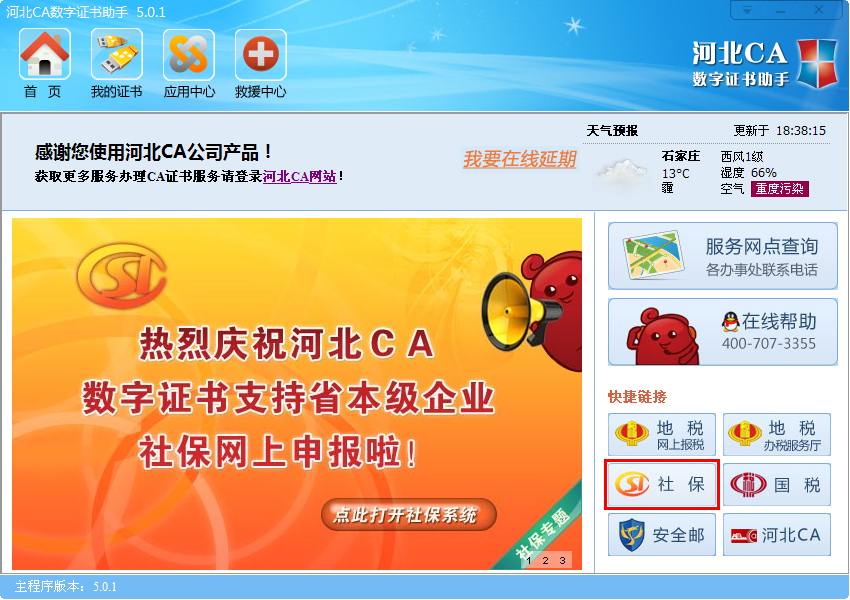 河北CA数字证书助手 5.0.1
首 页 我的证书 应用中心 救援中心
河北CA
数字证书助手
感谢您使用河北CA公司产品！
获取更多服务办理CA证书服务请登录河北CA网站！
我要在线延期
天气预报 更新于 18:38:15
石家庄 西风1级
13°C 湿度 66%
霾 空气 重度污染
热烈庆祝河北CA
数字证书支持省本级企业
社保网上申报啦！
点此打开社保系统
社保专题
1 2 3
服务网点查询
各办事处联系电话
在线帮助
400-707-3355
快捷链接
地 税
网上报税
地 税
办税服务厅
社 保
国 税
安全邮
河北CA
主程序版本：5.0.1